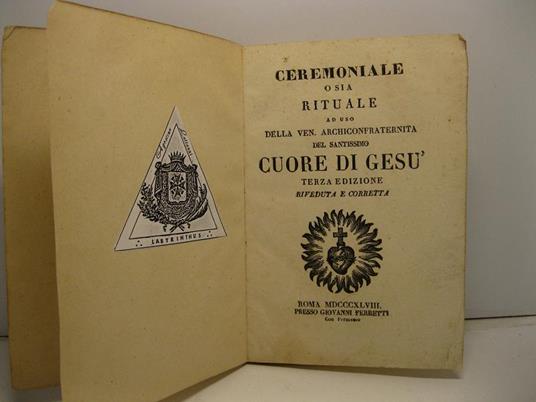 LABYRINTHUS
CEREMONIALE
O SIA
RITUALE
AD USO
DELLA VEN. ARCHICONFRATERNITA
DEL SANTISSIMO
CUORE DI GESU'
TERZA EDIZIONE
RIVEDUTA E CORRETTA
ROMA MDCCCXLVIII.
PRESSO GIOVANNI FERRETTI
Con Permesso